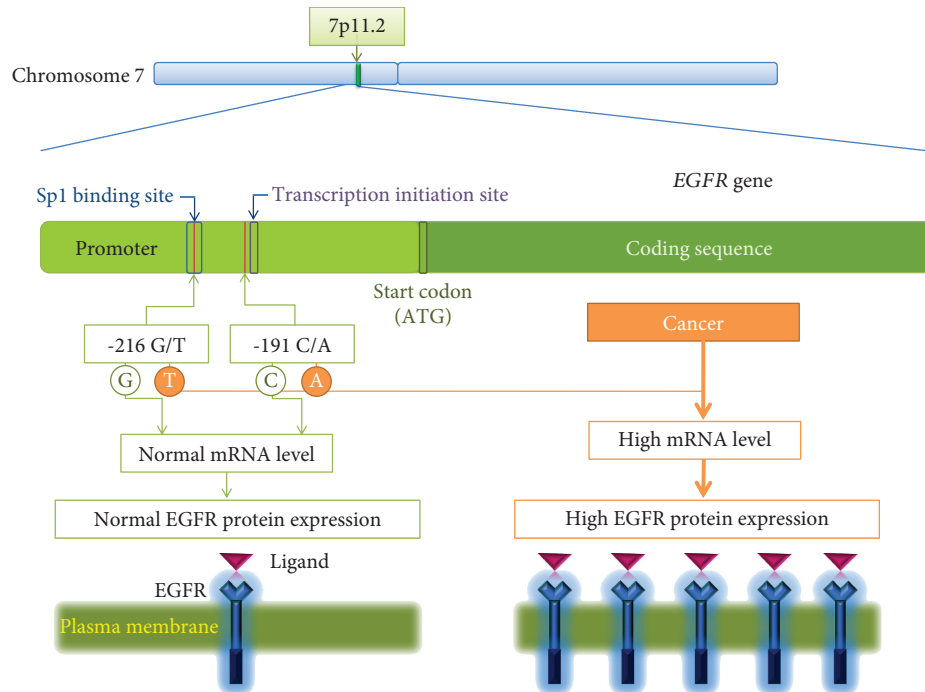 7p11.2
Chromosome 7
EGFR gene
Sp1 binding site
Transcription initiation site
Promoter
Coding sequence
Start codon
(ATG)
Cancer
-216 G/T
-191 C/A
G
T
C
A
Normal mRNA level
High mRNA level
Normal EGFR protein expression
High EGFR protein expression
Ligand
EGFR
Plasma membrane